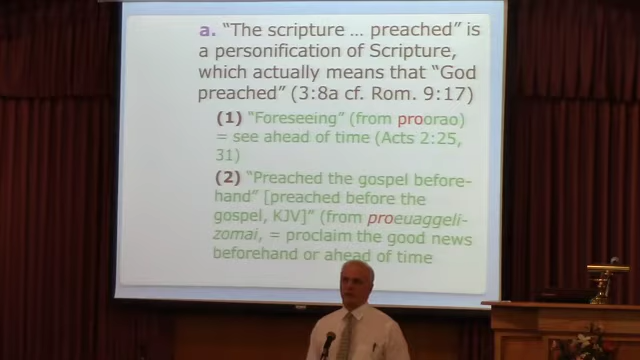 a. “The scripture ... preached” is
a personification of Scripture,
which actually means that “God
preached” (3:8a cf. Rom. 9:17)
(1) “Foreseeing” (from proorao)
= see ahead of time (Acts 2:25,
31)
(2) “Preached the gospel before-
hand” [preached before the
gospel, KJV]” (from proeuaggeli-
zomai, = proclaim the good news
beforehand or ahead of time